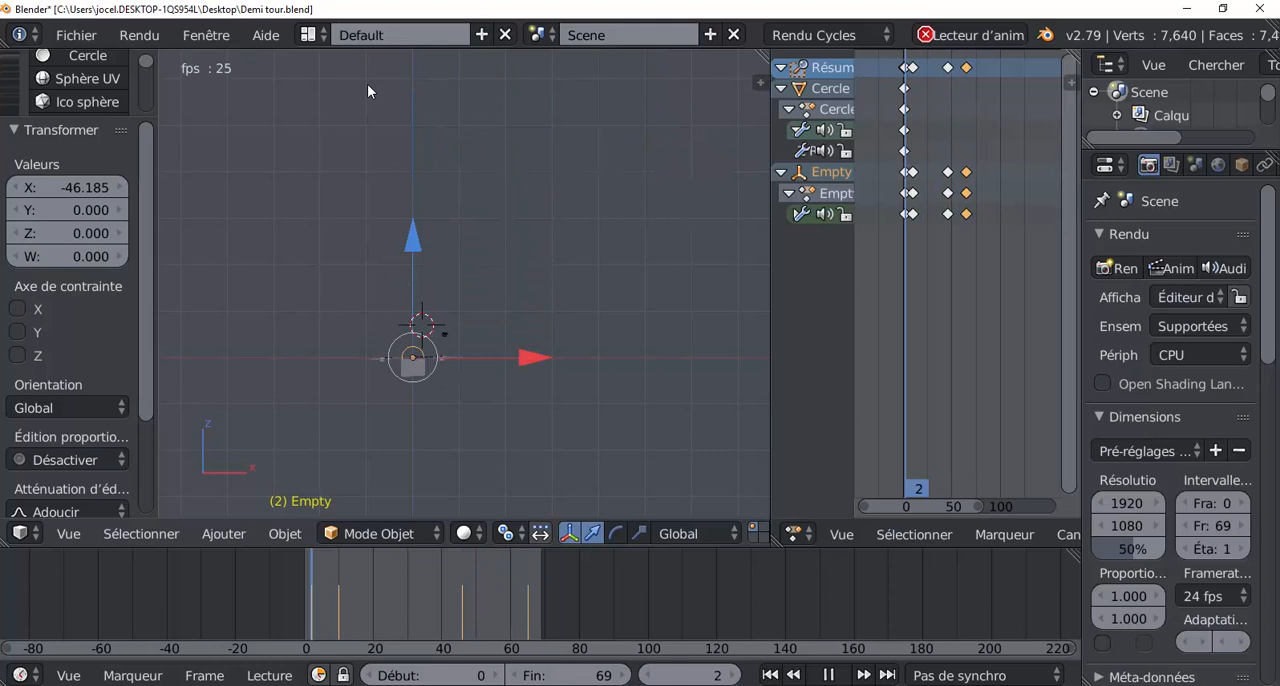 Blender* [C:\Users\jocel.DESKTOP-1QS954L\Desktop\Demi tour.blend]
Fichier Rendu Fenêtre Aide Default Scene Rendu Cycles Lecteur d'anim v2.79 | Verts : 7,640 | Faces : 7,4
Cercle
Sphère UV
Ico sphère
fps : 25
Transformer
Valeurs
X: -46.185
Y: 0.000
Z: 0.000
W: 0.000
Axe de contrainte
X
Y
Z
Orientation
Global
Édition proportio...
Désactiver
Atténuation d'éd...
Adoucir
z
x
(2) Empty
Vue Sélectionner Ajouter Objet Mode Objet Global
Résum
Cercle
Cercle
Empty
Empt
2
0 50 100
Vue Sélectionner Marqueur Can
Vue Chercher To
Scene
Calqu
Scene
Rendu
Ren Anim Audi
Afficha Éditeur d
Ensem Supportées
Périph CPU
Open Shading Lan...
Dimensions
Pré-réglages ...
Résolutio Intervalle..
1920 Fra: 0
1080 Fr: 69
50% Éta: 1
Proportio... Framerat..
1.000 24 fps
1.000 Adaptati..
Méta-données
-80 -60 -40 -20 0 20 40 60 80 100 120 140 160 180 200 220
Vue Marqueur Frame Lecture Début: 0 Fin: 69 2 Pas de synchro